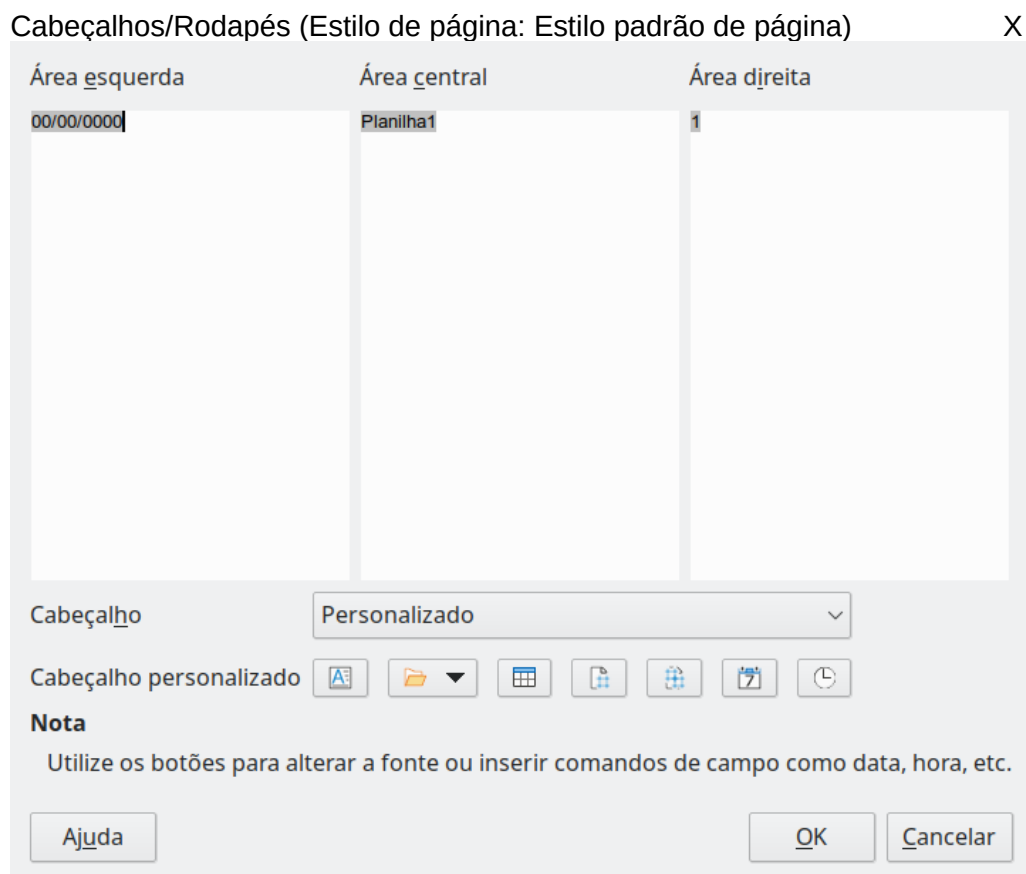 Cabeçalhos/Rodapés (Estilo de página: Estilo padrão de página) X
Área esquerda Área central Área direita
00/00/0000 Planilha1 1
Cabeçalho Personalizado
Cabeçalho personalizado A 7
Nota
Utilize os botões para alterar a fonte ou inserir comandos de campo como data, hora, etc.
Ajuda OK Cancelar